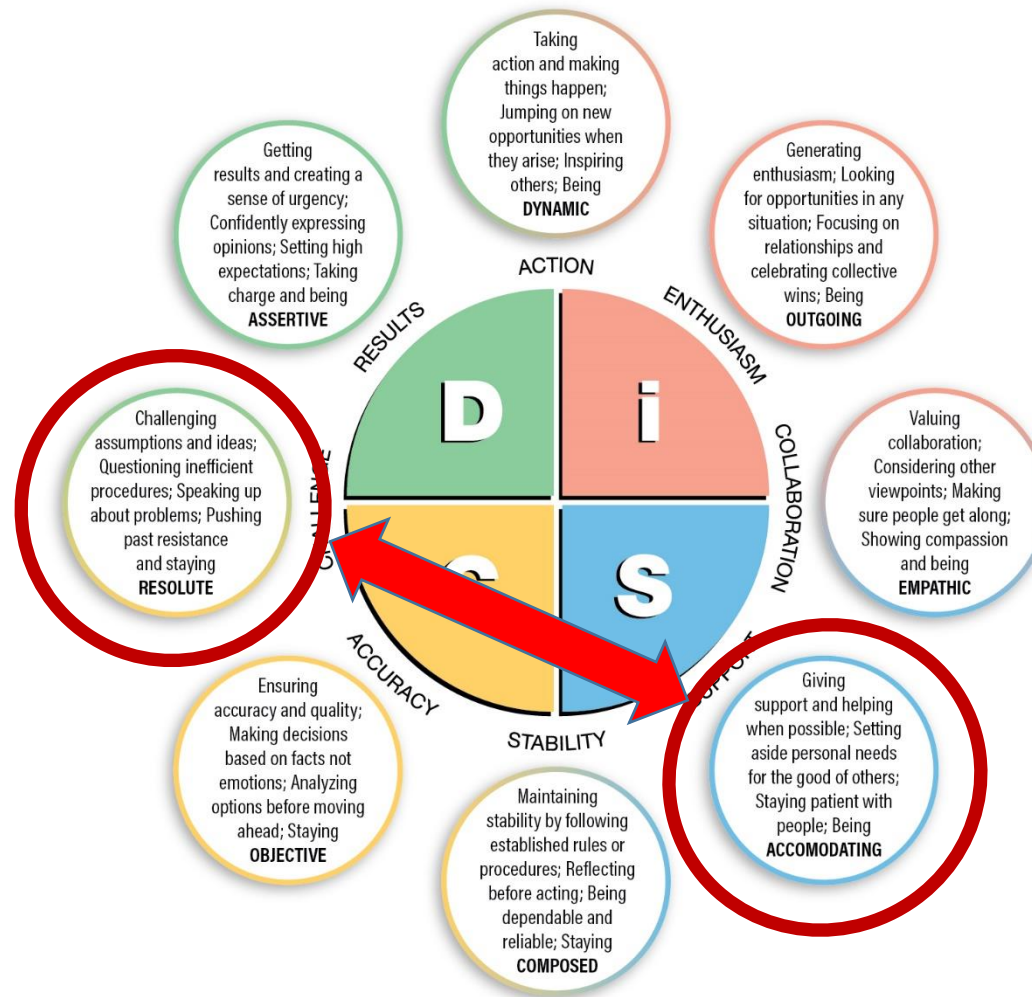 Taking
action and making
things happen;
Jumping on new
opportunities when
they arise; Inspiring
others; Being
DYNAMIC
Getting
results and creating a
sense of urgency;
Confidently expressing
opinions; Setting high
expectations; Taking
charge and being
ASSERTIVE
Generating
enthusiasm; Looking
for opportunities in any
situation; Focusing on
relationships and
celebrating collective
wins; Being
OUTGOING
ACTION
RESULTS
ENTHUSIASM
D
i
Challenging
assumptions and ideas;
Questioning inefficient
procedures; Speaking up
about problems; Pushing
past resistance
and staying
RESOLUTE
COLLABORATION
Valuing
collaboration;
Considering other
viewpoints; Making
sure people get along;
Showing compassion
and being
EMPATHIC
S
ACCURACY
STABILITY
Ensuring
accuracy and quality;
Making decisions
based on facts not
emotions; Analyzing
options before moving
ahead; Staying
OBJECTIVE
Giving
support and helping
when possible; Setting
aside personal needs
for the good of others;
Staying patient with
people; Being
ACCOMODATING
Maintaining
stability by following
established rules or
procedures; Reflecting
before acting; Being
dependable and
reliable; Staying
COMPOSED